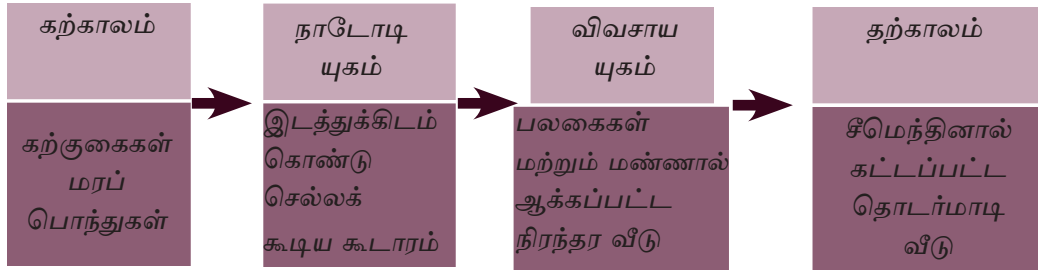 கற்காலம்
கற்குகைகள்
மரப்
பொந்துகள்
நாடோடி
யுகம்
இடத்துக்கிடம்
கொண்டு
செல்லக்
கூடிய கூடாரம்
விவசாய
யுகம்
பலகைகள்
மற்றும் மண்ணால்
ஆக்கப்பட்ட
நிரந்தர வீடு
தற்காலம்
சீமெந்தினால்
கட்டப்பட்ட
தொடர்மாடி
வீடு